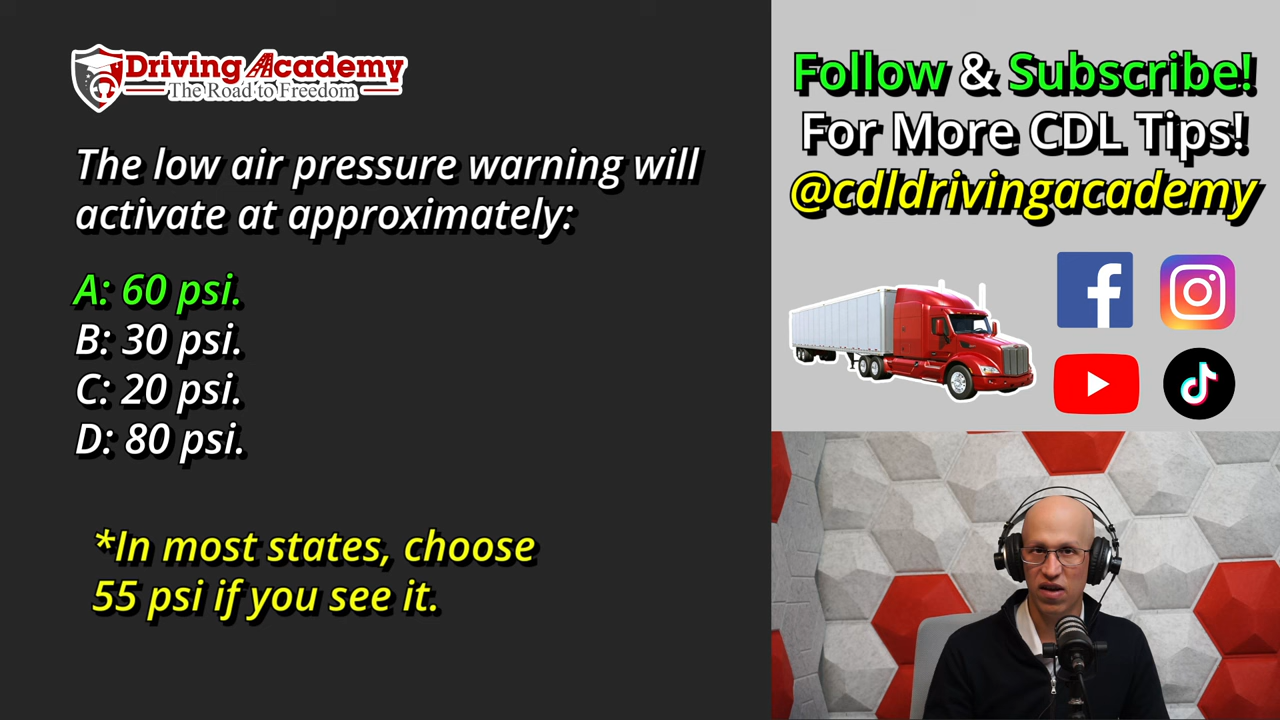 Driving Academy
The Road to Freedom
The low air pressure warning will
activate at approximately:
A: 60 psi.
B: 30 psi.
C: 20 psi.
D: 80 psi.
*In most states, choose
55 psi if you see it.
Follow & Subscribe!
For More CDL Tips!
@cdldrivingacademy